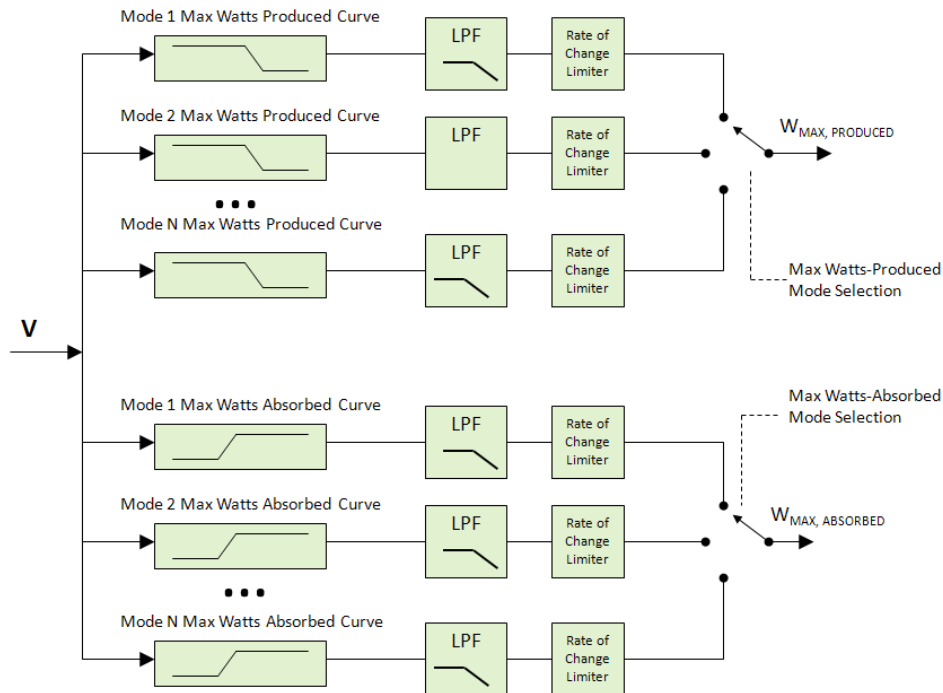 Mode 1 Max Watts Produced Curve
LPF
Rate of
Change
Limiter
Mode 2 Max Watts Produced Curve
LPF
Rate of
Change
Limiter
W MAX, PRODUCED
Mode N Max Watts Produced Curve
LPF
Rate of
Change
Limiter
Max Watts-Produced
Mode Selection
V
Max Watts-Absorbed
Mode Selection
Mode 1 Max Watts Absorbed Curve
LPF
Rate of
Change
Limiter
Mode 2 Max Watts Absorbed Curve
LPF
Rate of
Change
Limiter
W MAX, ABSORBED
Mode N Max Watts Absorbed Curve
LPF
Rate of
Change
Limiter